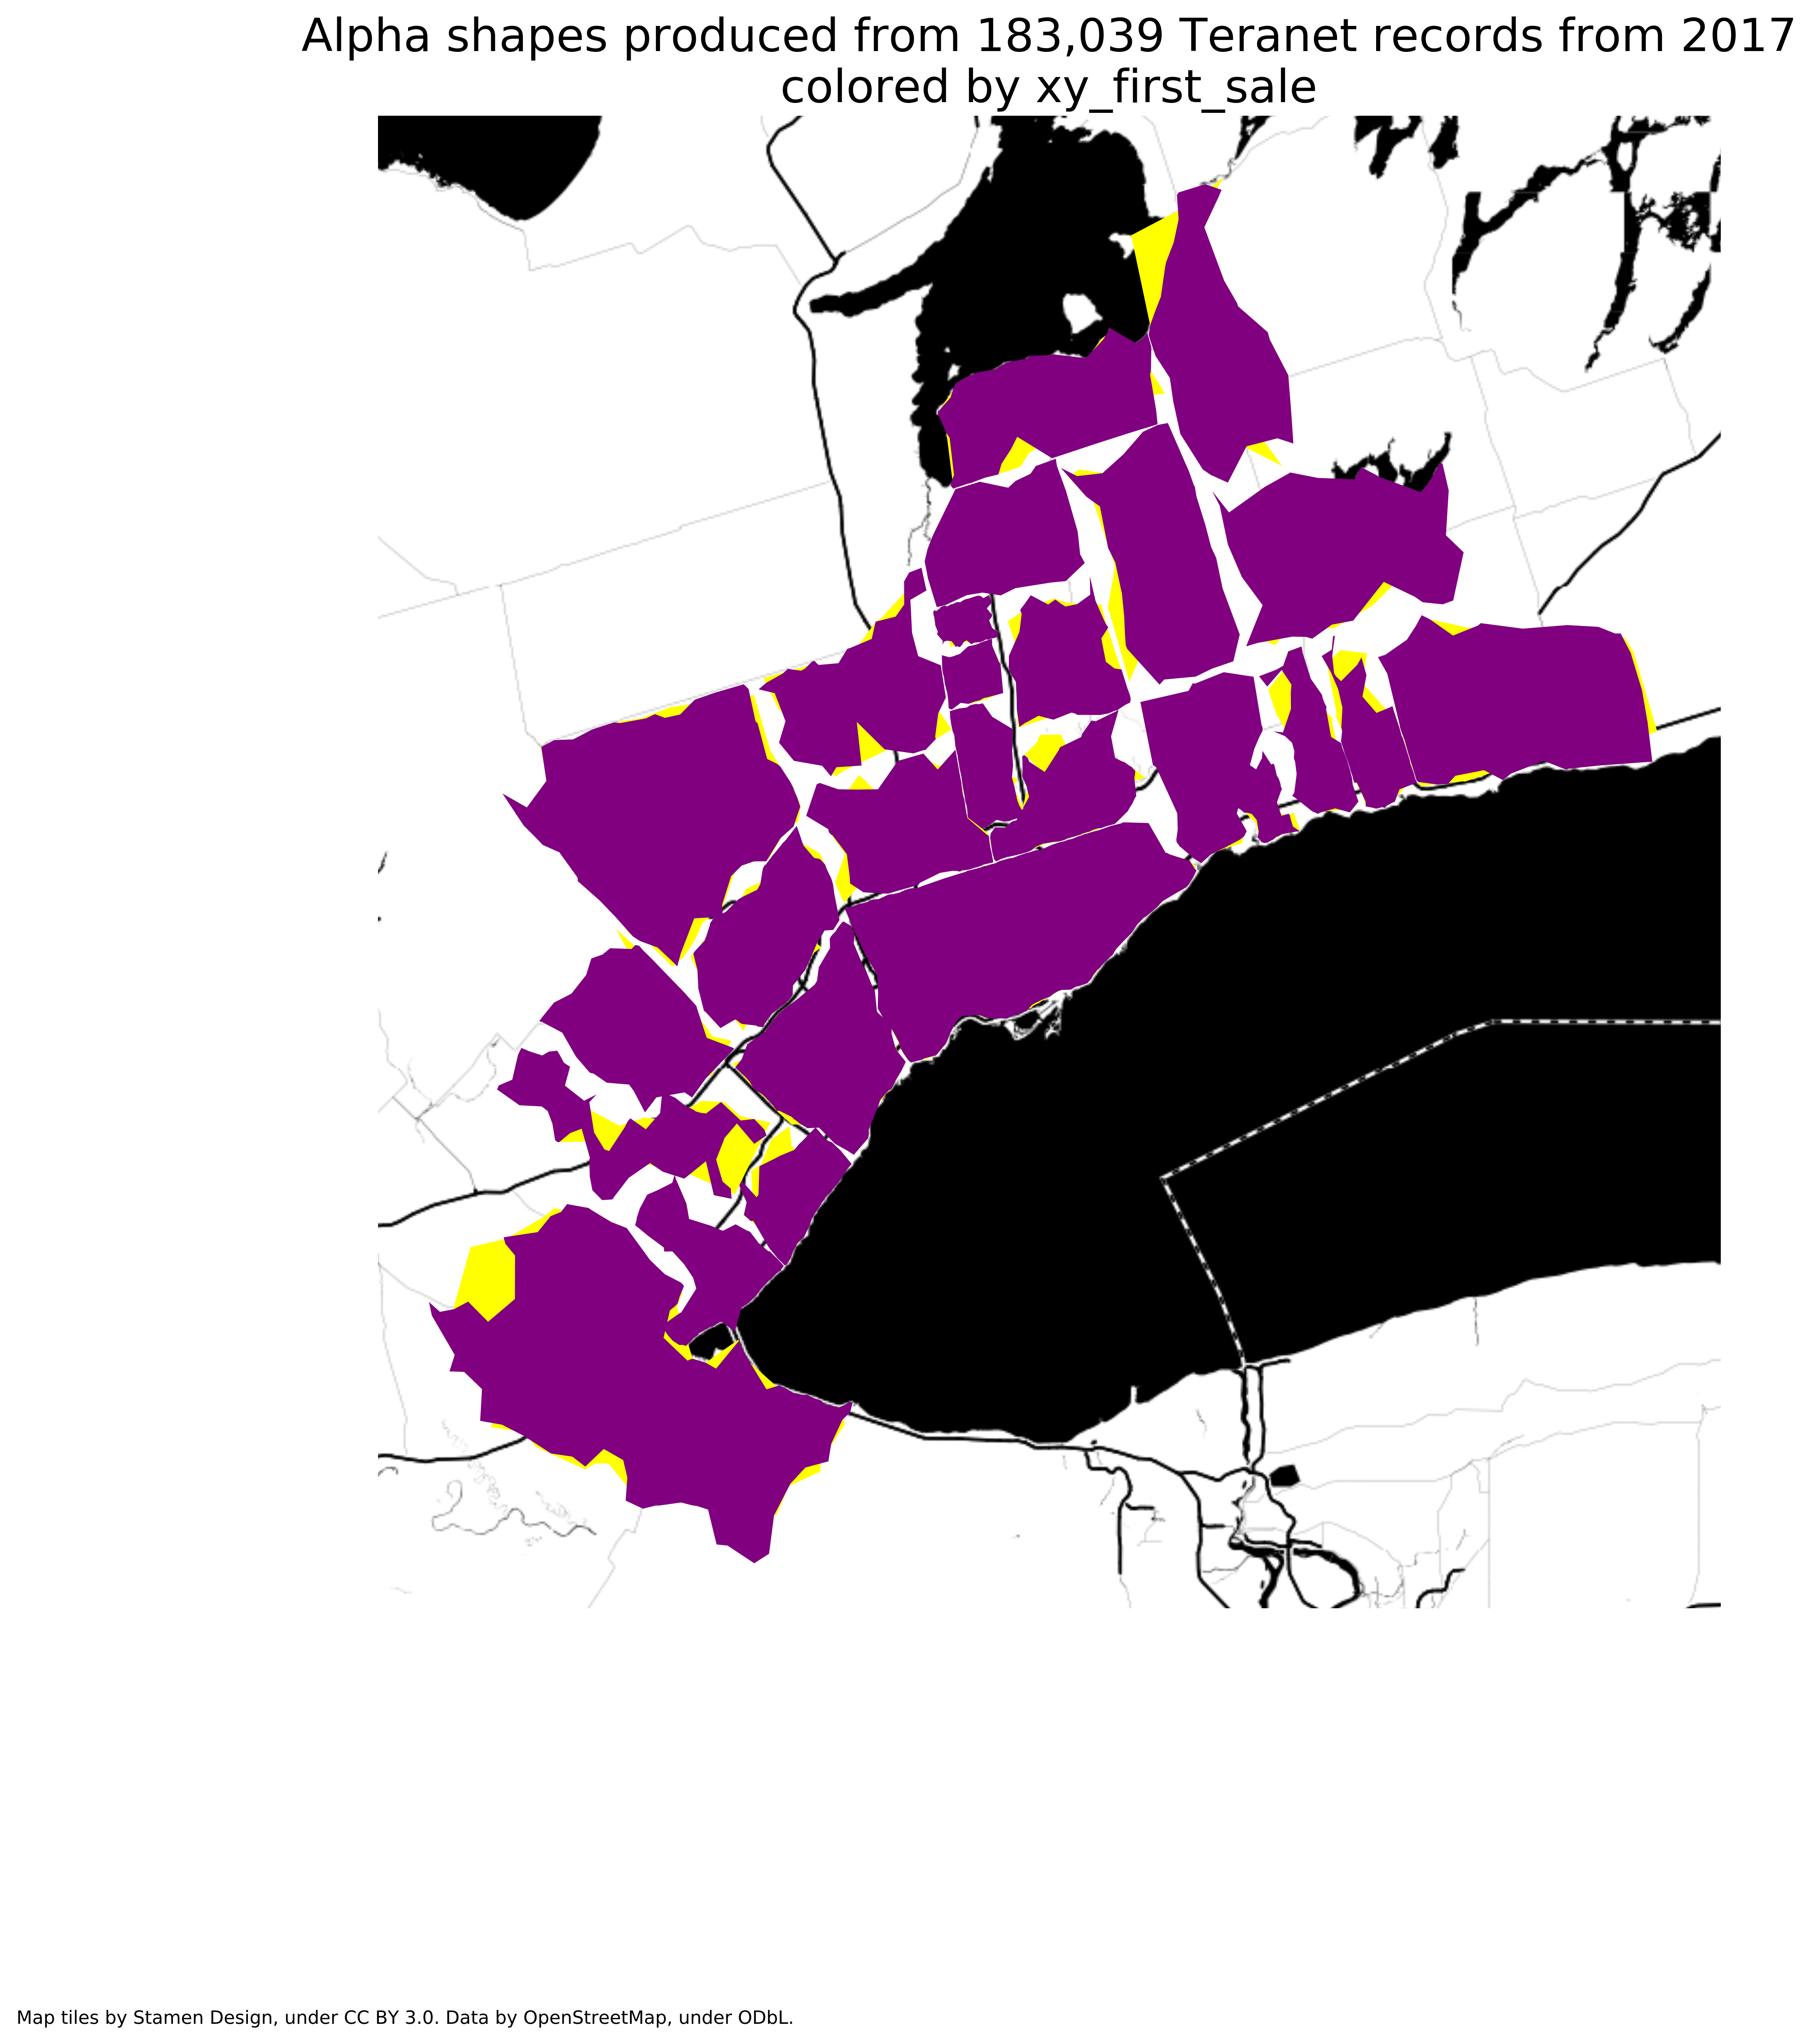 Alpha shapes produced from 183,039 Teranet records from 2017
colored by xy_first_sale
Map tiles by Stamen Design, under CC BY 3.0. Data by OpenStreetMap, under ODbL.